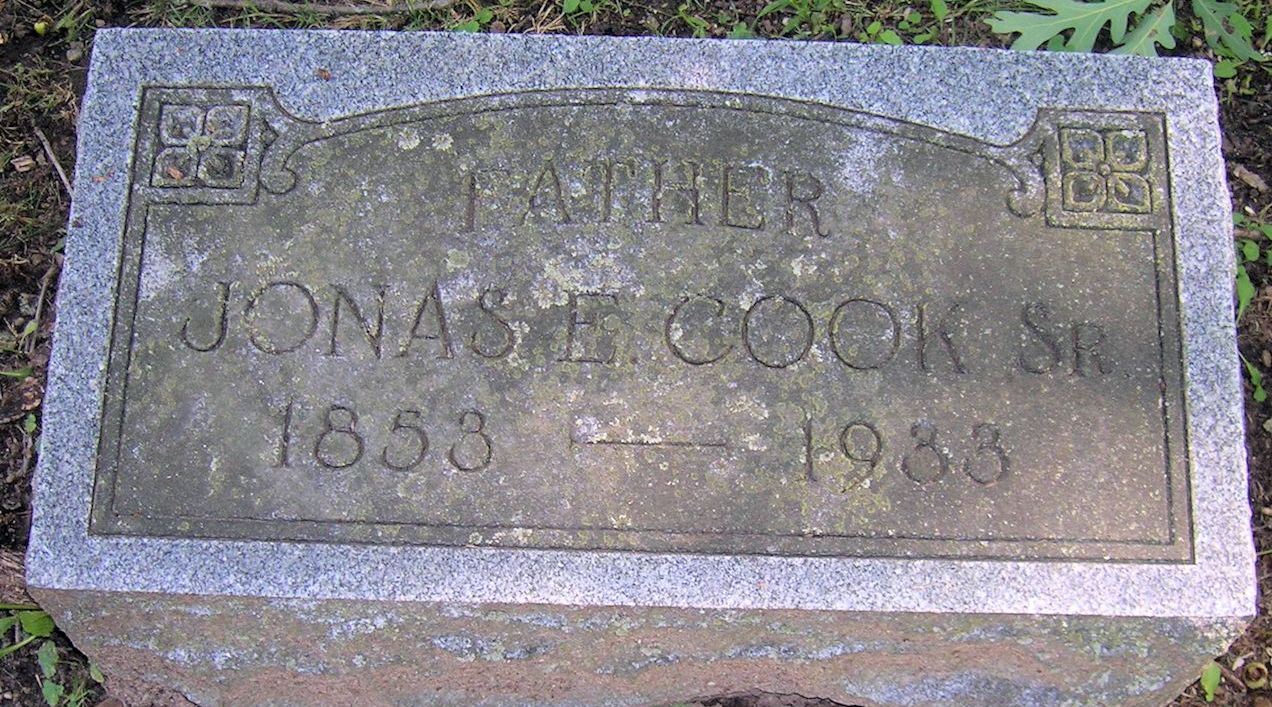 FATHER
JONAS E. COOK SR.
1853 — 1933